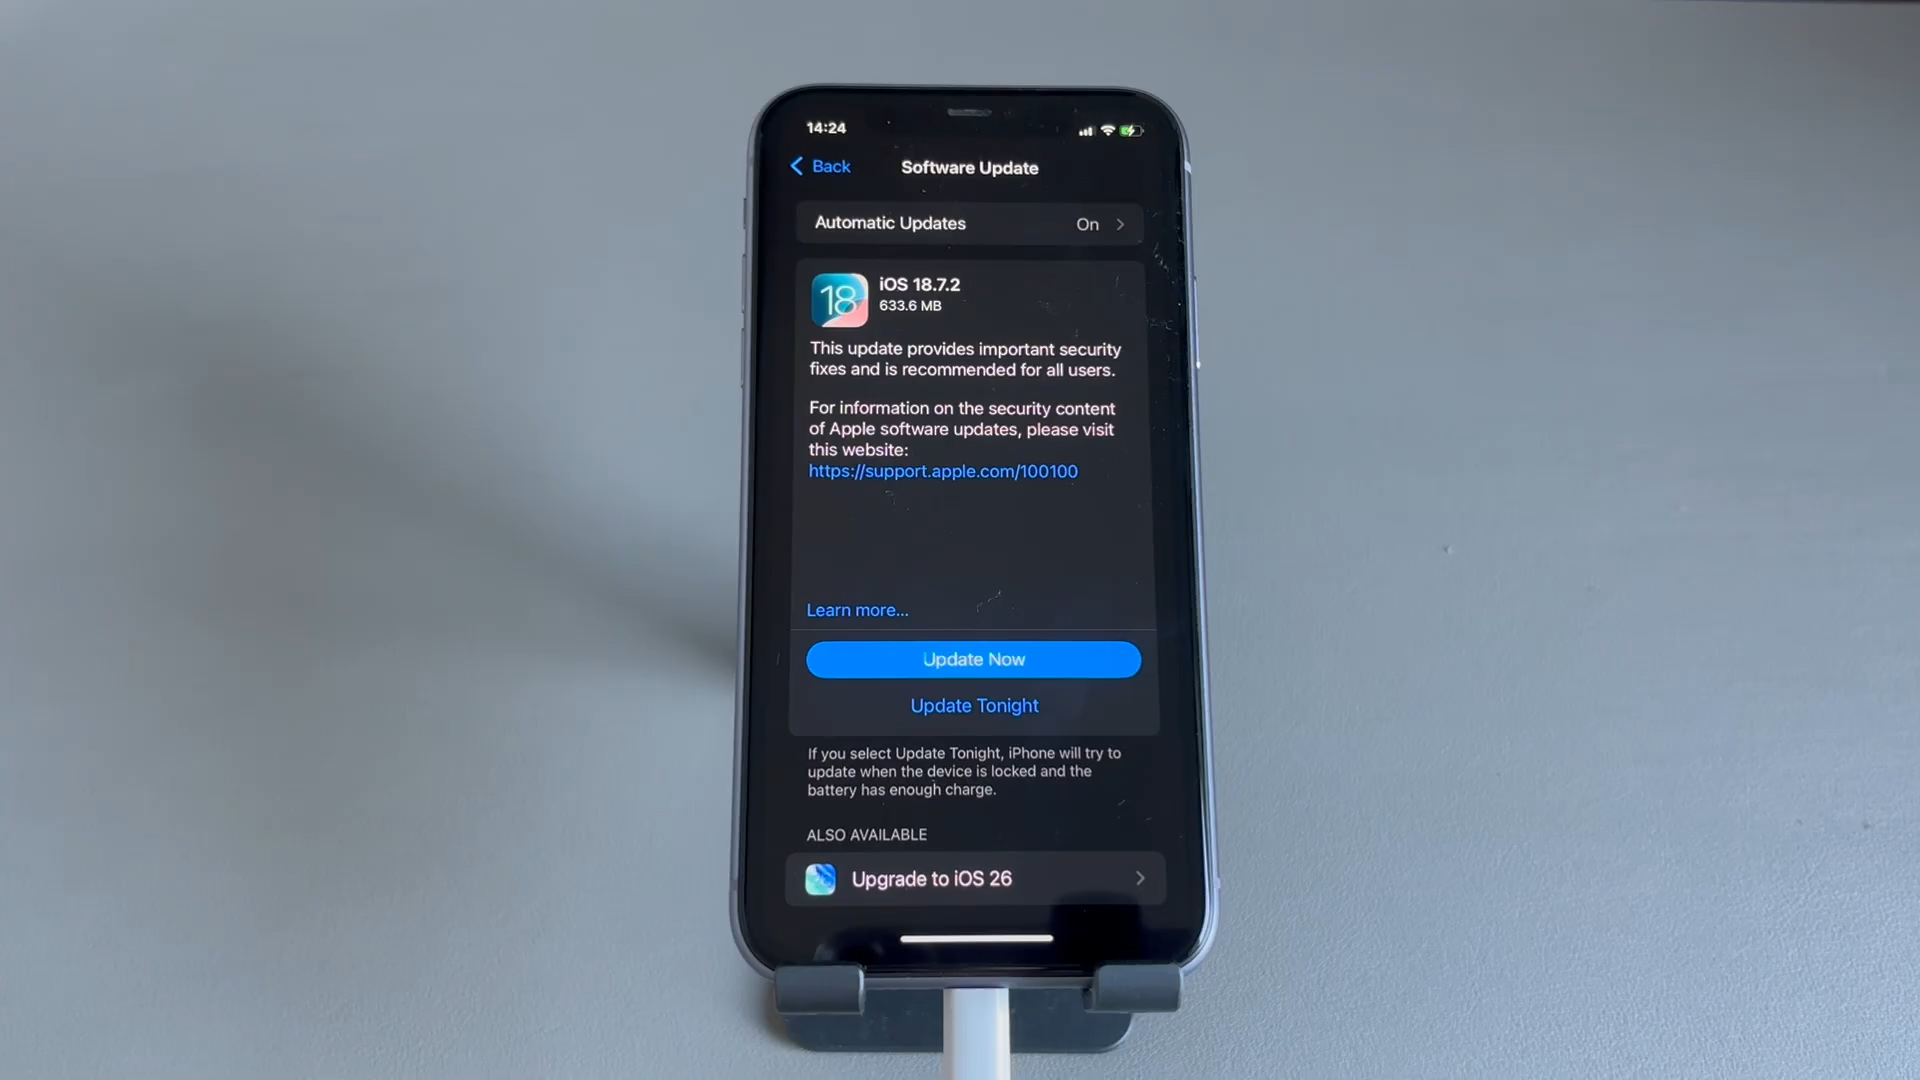 14:24
Back
Software Update
Automatic Updates On
18
iOS 18.7.2
633.6 MB
This update provides important security
fixes and is recommended for all users.
For information on the security content
of Apple software updates, please visit
this website:
https://support.apple.com/100100
Learn more...
Update Now
Update Tonight
If you select Update Tonight, iPhone will try to
update when the device is locked and the
battery has enough charge.
ALSO AVAILABLE
Upgrade to iOS 26